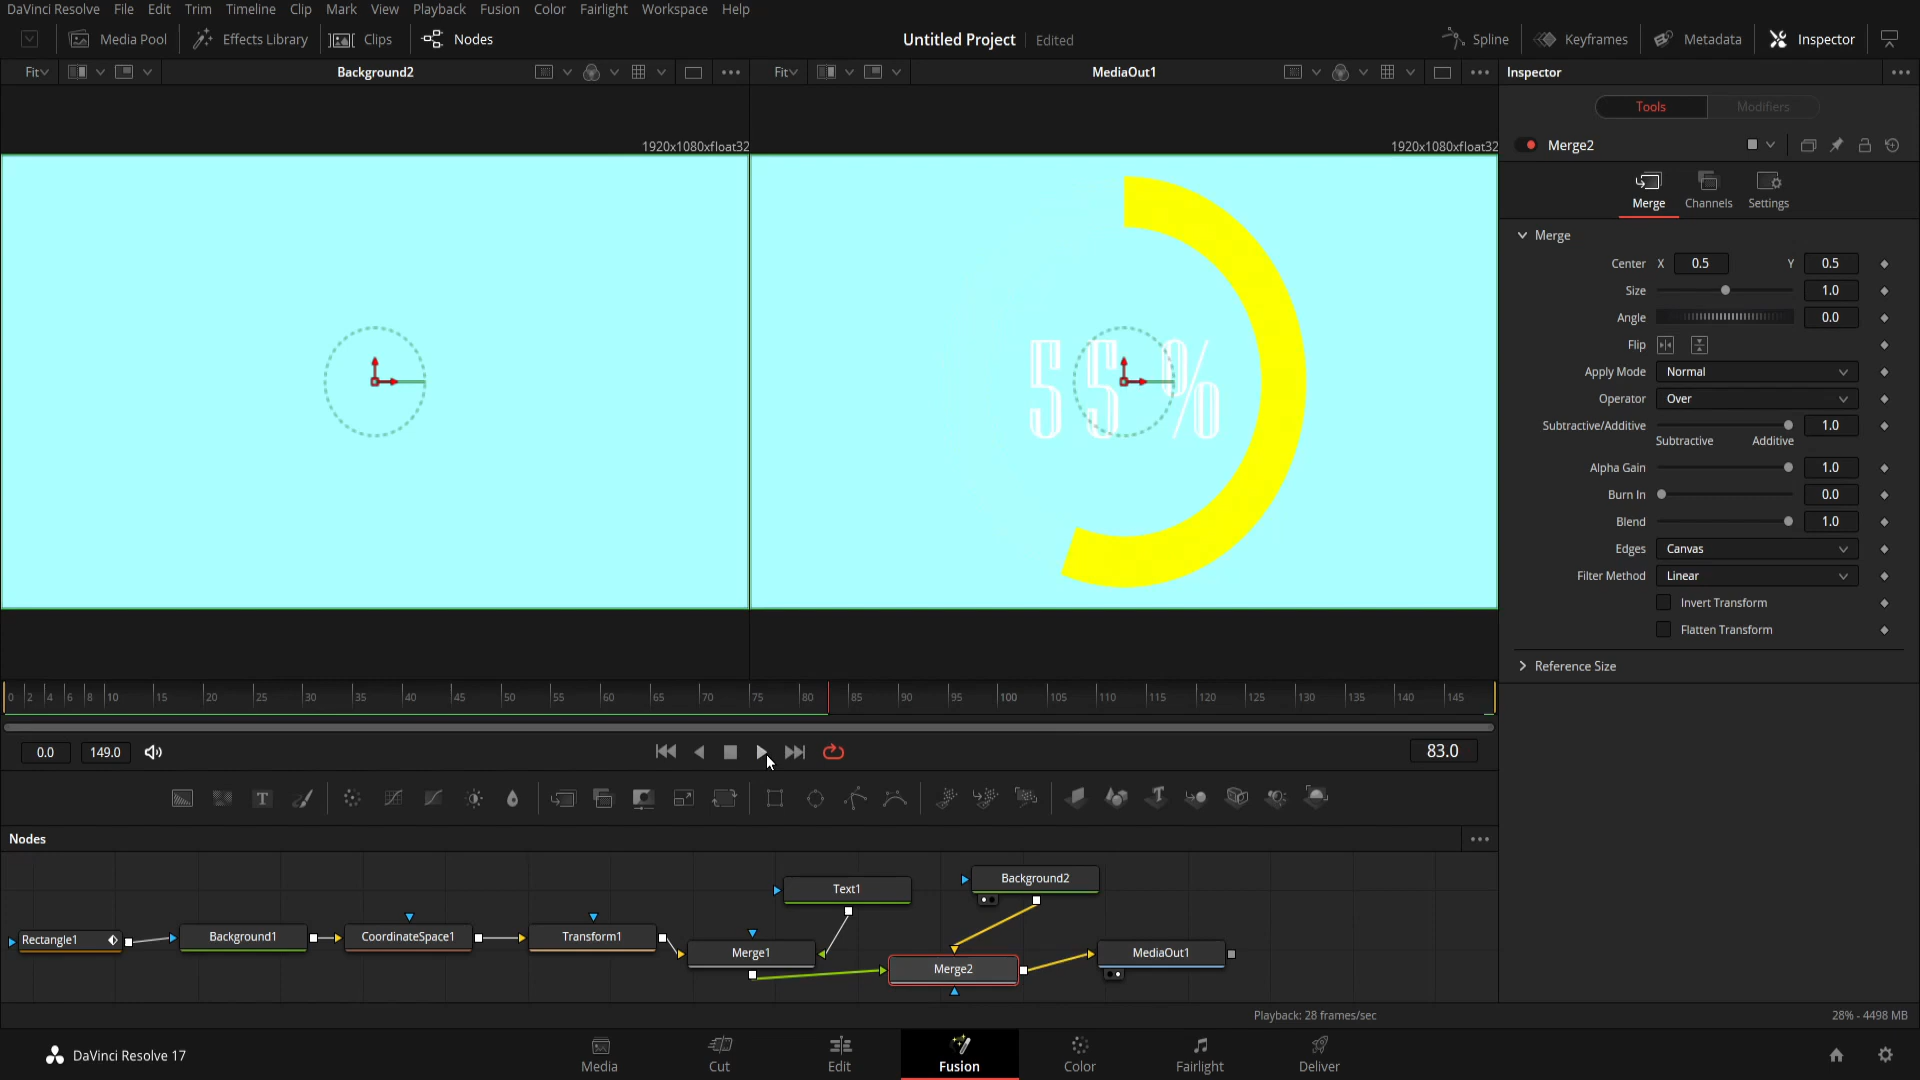 DaVinci Resolve File Edit Trim Timeline Clip Mark View Playback Fusion Color Fairlight Workspace Help
Media Pool Effects Library Clips Nodes Untitled Project Edited Spline Keyframes Metadata Inspector
Fit Background2 Fit MediaOut1 Inspector
Tools Modifiers
1920x1080xfloat32 1920x1080xfloat32
Merge2
Merge Channels Settings
Merge
Center X 0.5 Y 0.5
Size 1.0
Angle 0.0
Flip
Apply Mode Normal
Operator Over
Subtractive/Additive 1.0
Subtractive Additive
Alpha Gain 1.0
Burn In 0.0
Blend 1.0
Edges Canvas
Filter Method Linear
Invert Transform
Flatten Transform
Reference Size
55%
0 2 4 6 8 10 15 20 25 30 35 40 45 50 55 60 65 70 75 80 85 90 95 100 105 110 115 120 125 130 135 140 145
0.0 149.0 83.0
Nodes
Text1 Background2
Rectangle1 Background1 CoordinateSpace1 Transform1 Merge1 Merge2 MediaOut1
Playback: 28 frames/sec 28% - 4498 MB
DaVinci Resolve 17 Media Cut Edit Fusion Color Fairlight Deliver